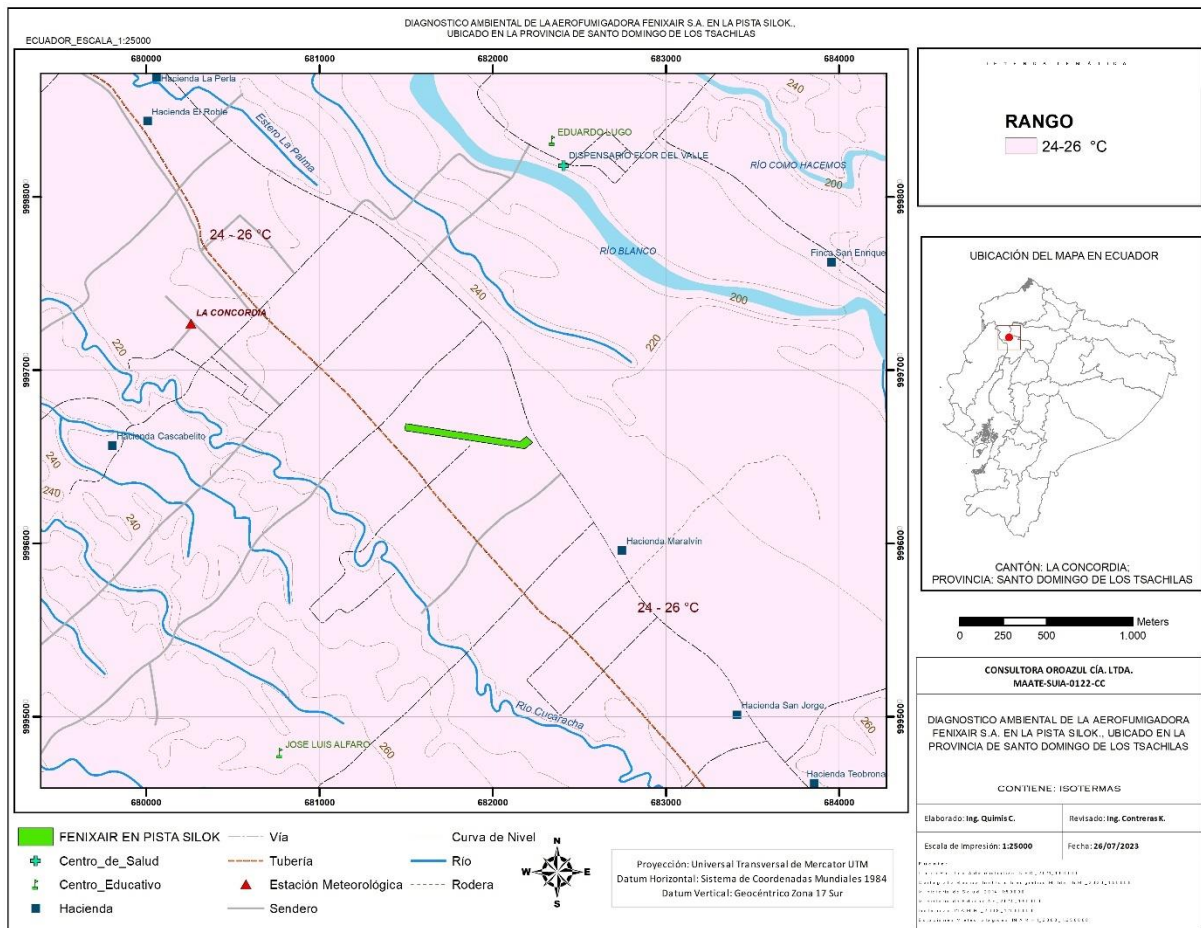 DIAGNOSTICO AMBIENTAL DE LA AEROFUMIGADORA FENIXAIR S.A. EN LA PISTA SILOK.,
UBICADO EN LA PROVINCIA DE SANTO DOMINGO DE LOS TSACHILAS
ECUADOR_ESCALA_1:25000
680000 681000 682000 683000 684000
Hacienda La Perla
Hacienda El Roble
Estero La Palma
EDUARDO LUGO
DISPENSARIO FLOR DEL VALLE
240
RÍO COMO HACEMOS
200
24 - 26 °C
RÍO BLANCO
Finca San Enrique
240
200
LA CONCORDIA
220
220
Hacienda Cascabelito
240
240
240
Hacienda Maralvín
24 - 26 °C
Río Cucaracha
Hacienda San Jorge
260
JOSE LUIS ALFARO
260
Hacienda Teobroma
680000 681000 682000 683000 684000
RANGO
24-26 °C
UBICACIÓN DEL MAPA EN ECUADOR
CANTÓN: LA CONCORDIA;
PROVINCIA: SANTO DOMINGO DE LOS TSACHILAS
Meters
0 250 500 1.000
CONSULTORA OROAZUL CÍA. LTDA.
MAATE-SUIA-0122-CC
DIAGNOSTICO AMBIENTAL DE LA AEROFUMIGADORA
FENIXAIR S.A. EN LA PISTA SILOK., UBICADO EN LA
PROVINCIA DE SANTO DOMINGO DE LOS TSACHILAS
CONTIENE: ISOTERMAS
Elaborado: Ing. Quimis C. Revisado: Ing. Contreras K.
Escala de impresión: 1:25000 Fecha: 26/07/2023
FENIXAIR EN PISTA SILOK
Centro_de_Salud
Centro_Educativo
Hacienda
Vía
Tubería
Estación Meteorológica
Sendero
Curva de Nivel
Río
Rodera
N
W E
S
Proyección: Universal Transversal de Mercator UTM
Datum Horizontal: Sistema de Coordenadas Mundiales 1984
Datum Vertical: Geocéntrico Zona 17 Sur